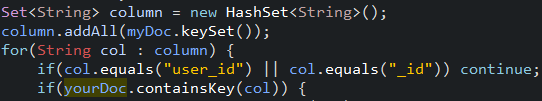 Set<String> column = new HashSet<String>();
column.addAll(myDoc.keySet());
for(String col : column) {
if(col.equals("user_id") || col.equals("_id")) continue;
if(yourDoc.containsKey(col)) {